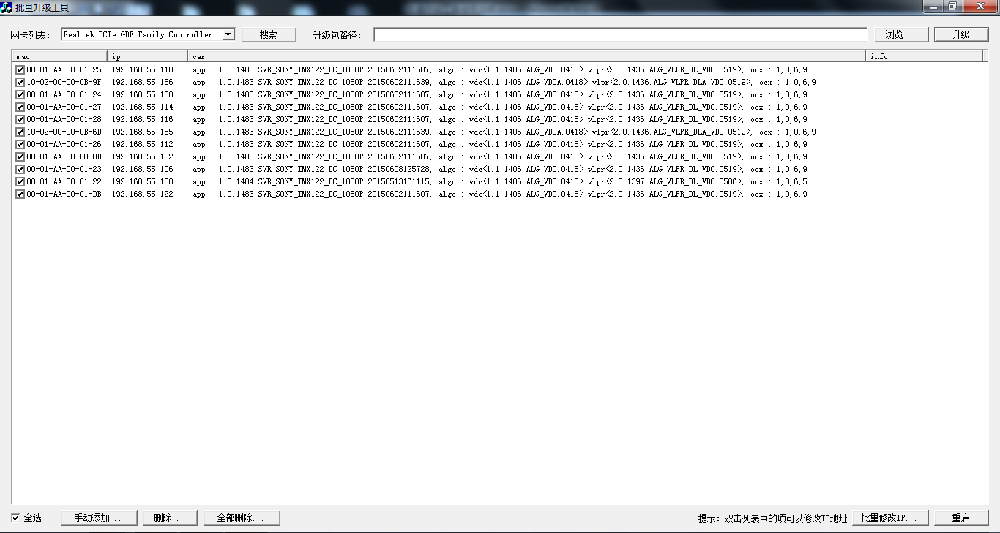 批量升级工具
网卡列表： Realtek PCIe GBE Family Controller 搜索 升级包路径： 浏览... 升级
mac ip ver info
00-01-AA-00-01-25 192.168.55.110 app : 1.0.1483.SVR_SONY_IMX122_DC_1080P.20150602111607, algo : vdc<1.1.1406.ALG_VDC.0418> vlpr<2.0.1436.ALG_VLPR_DL_VDC.0519>, ocx : 1,0,6,9
10-02-00-00-0B-9F 192.168.55.156 app : 1.0.1483.SVR_SONY_IMX122_DC_1080P.20150602111639, algo : vdc<1.1.1406.ALG_VDCA.0418> vlpr<2.0.1436.ALG_VLPR_DLA_VDC.0519>, ocx : 1,0,6,9
00-01-AA-00-01-24 192.168.55.108 app : 1.0.1483.SVR_SONY_IMX122_DC_1080P.20150602111607, algo : vdc<1.1.1406.ALG_VDC.0418> vlpr<2.0.1436.ALG_VLPR_DL_VDC.0519>, ocx : 1,0,6,9
00-01-AA-00-01-27 192.168.55.114 app : 1.0.1483.SVR_SONY_IMX122_DC_1080P.20150602111607, algo : vdc<1.1.1406.ALG_VDC.0418> vlpr<2.0.1436.ALG_VLPR_DL_VDC.0519>, ocx : 1,0,6,9
00-01-AA-00-01-28 192.168.55.116 app : 1.0.1483.SVR_SONY_IMX122_DC_1080P.20150602111607, algo : vdc<1.1.1406.ALG_VDC.0418> vlpr<2.0.1436.ALG_VLPR_DL_VDC.0519>, ocx : 1,0,6,9
10-02-00-00-0B-6D 192.168.55.155 app : 1.0.1483.SVR_SONY_IMX122_DC_1080P.20150602111639, algo : vdc<1.1.1406.ALG_VDCA.0418> vlpr<2.0.1436.ALG_VLPR_DLA_VDC.0519>, ocx : 1,0,6,9
00-01-AA-00-01-26 192.168.55.112 app : 1.0.1483.SVR_SONY_IMX122_DC_1080P.20150602111607, algo : vdc<1.1.1406.ALG_VDC.0418> vlpr<2.0.1436.ALG_VLPR_DL_VDC.0519>, ocx : 1,0,6,9
00-01-AA-00-00-0D 192.168.55.102 app : 1.0.1483.SVR_SONY_IMX122_DC_1080P.20150602111607, algo : vdc<1.1.1406.ALG_VDC.0418> vlpr<2.0.1436.ALG_VLPR_DL_VDC.0519>, ocx : 1,0,6,9
00-01-AA-00-01-23 192.168.55.106 app : 1.0.1483.SVR_SONY_IMX122_DC_1080P.20150608125728, algo : vdc<1.1.1406.ALG_VDC.0418> vlpr<2.0.1436.ALG_VLPR_DL_VDC.0519>, ocx : 1,0,6,9
00-01-AA-00-01-22 192.168.55.100 app : 1.0.1404.SVR_SONY_IMX122_DC_1080P.20150513161115, algo : vdc<1.1.1406.ALG_VDC.0418> vlpr<2.0.1397.ALG_VLPR_DL_VDC.0506>, ocx : 1,0,6,5
00-01-AA-00-01-DB 192.168.55.122 app : 1.0.1483.SVR_SONY_IMX122_DC_1080P.20150602111607, algo : vdc<1.1.1406.ALG_VDC.0418> vlpr<2.0.1436.ALG_VLPR_DL_VDC.0519>, ocx : 1,0,6,9
全选 手动添加... 删除... 全部删除... 提示：双击列表中的项可以修改IP地址 批量修改IP... 重启